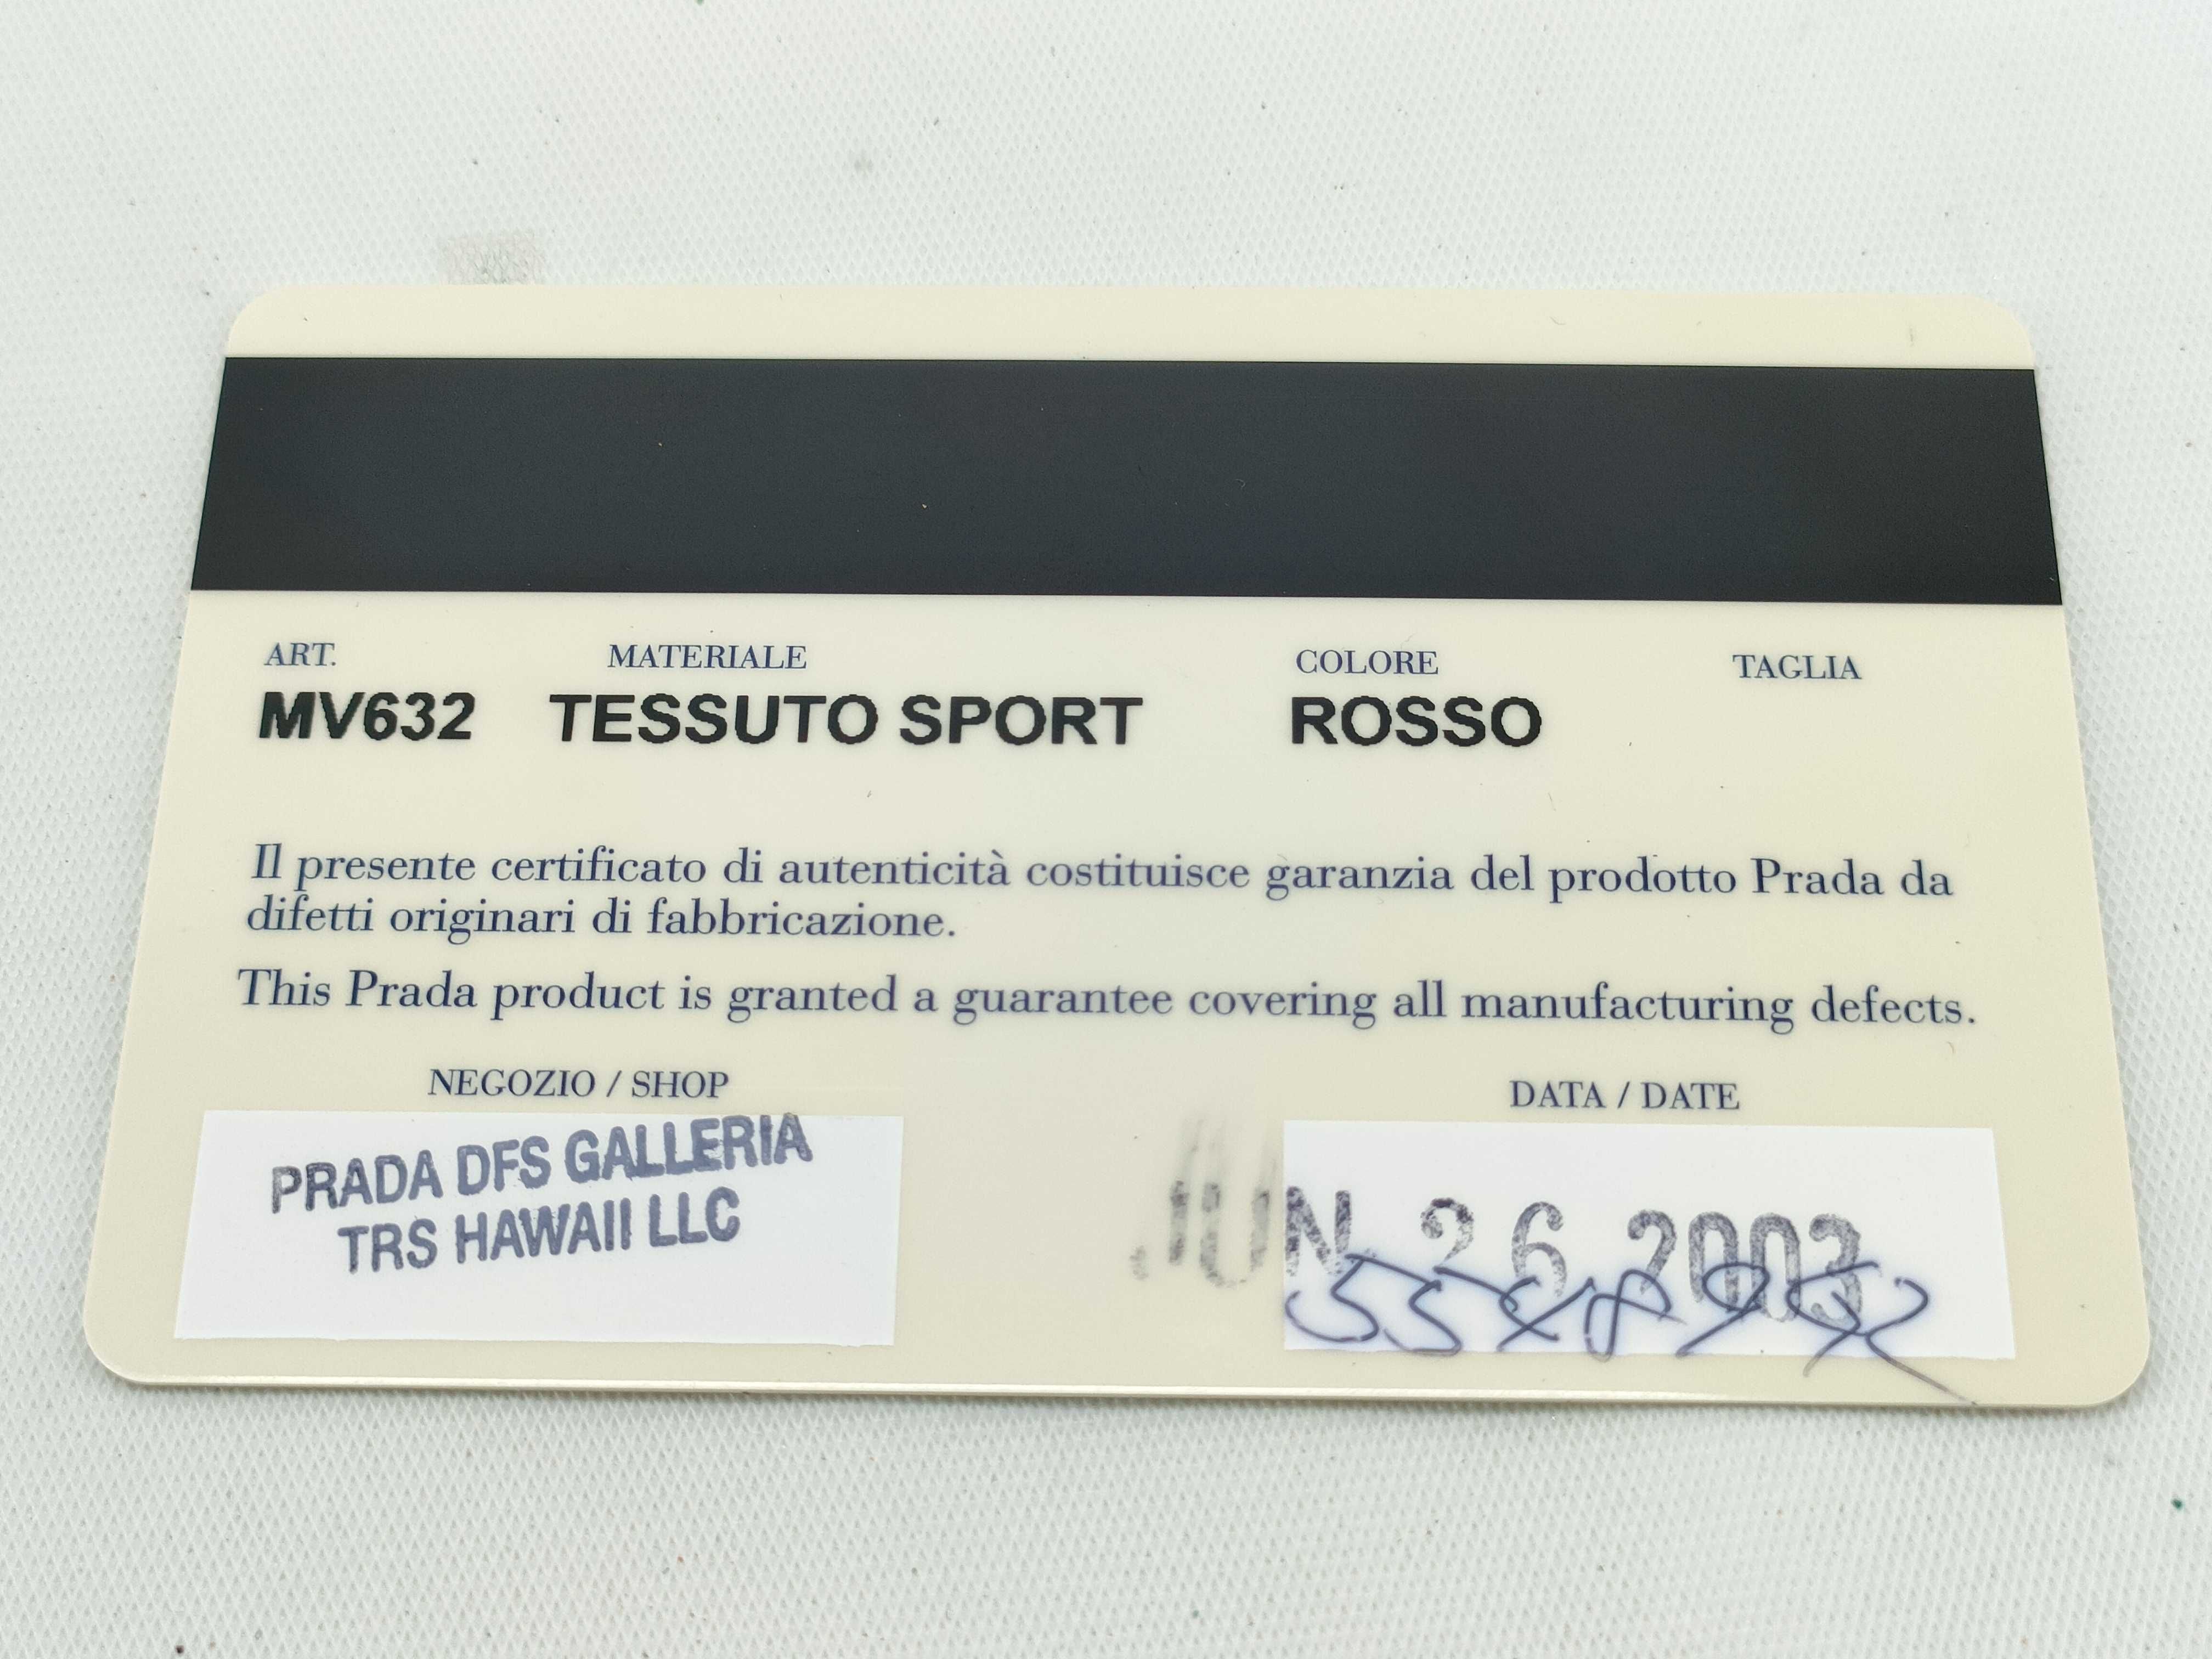 ART. MATERIALE COLORE TAGLIA
MV632 TESSUTO SPORT ROSSO
Il presente certificato di autenticità costituisce garanzia del prodotto Prada da
difetti originari di fabbricazione.
This Prada product is granted a guarantee covering all manufacturing defects.
NEGOZIO / SHOP DATA / DATE
PRADA DFS GALLERIA
TRS HAWAII LLC
JUN 26 2003